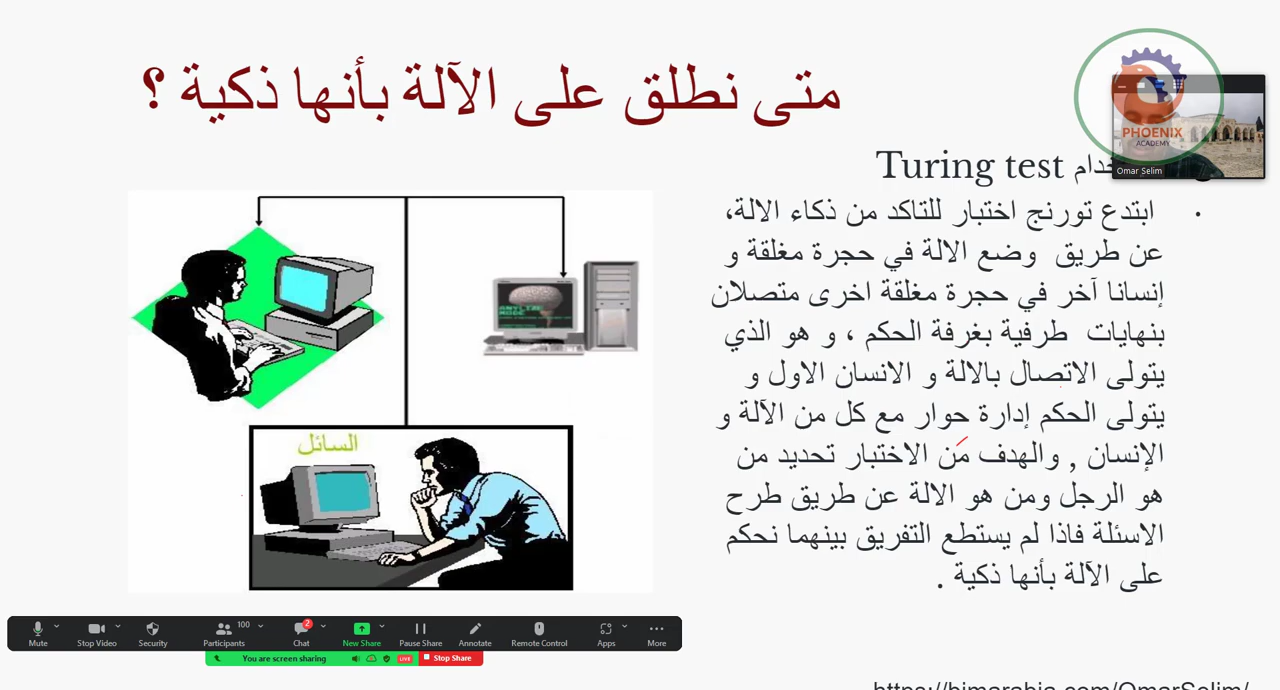 متى نطلق على الآلة بأنها ذكية ؟
PHOENIX
ACADEMY
Omar Selim
Turing test
ابتدع تورنج اختبار للتاكد من ذكاء الالة،
عن طريق وضع الالة في حجرة مغلقة و
إنسانا آخر في حجرة مغلقة اخرى متصلان
بنهايات طرفية بغرفة الحكم ، و هو الذي
يتولى الاتصال بالالة و الانسان الاول و
يتولى الحكم إدارة حوار مع كل من الآلة و
الإنسان , والهدف من الاختبار تحديد من
هو الرجل ومن هو الالة عن طريق طرح
الاسئلة فاذا لم يستطع التفريق بينهما نحكم
على الآلة بأنها ذكية .
السائل
Mute
Stop Video
Security
Participants 100
Chat 2
New Share
Pause Share
Annotate
Remote Control
Apps
More
You are screen sharing LIVE Stop Share
https://bimarabia.com/OmarSelim/